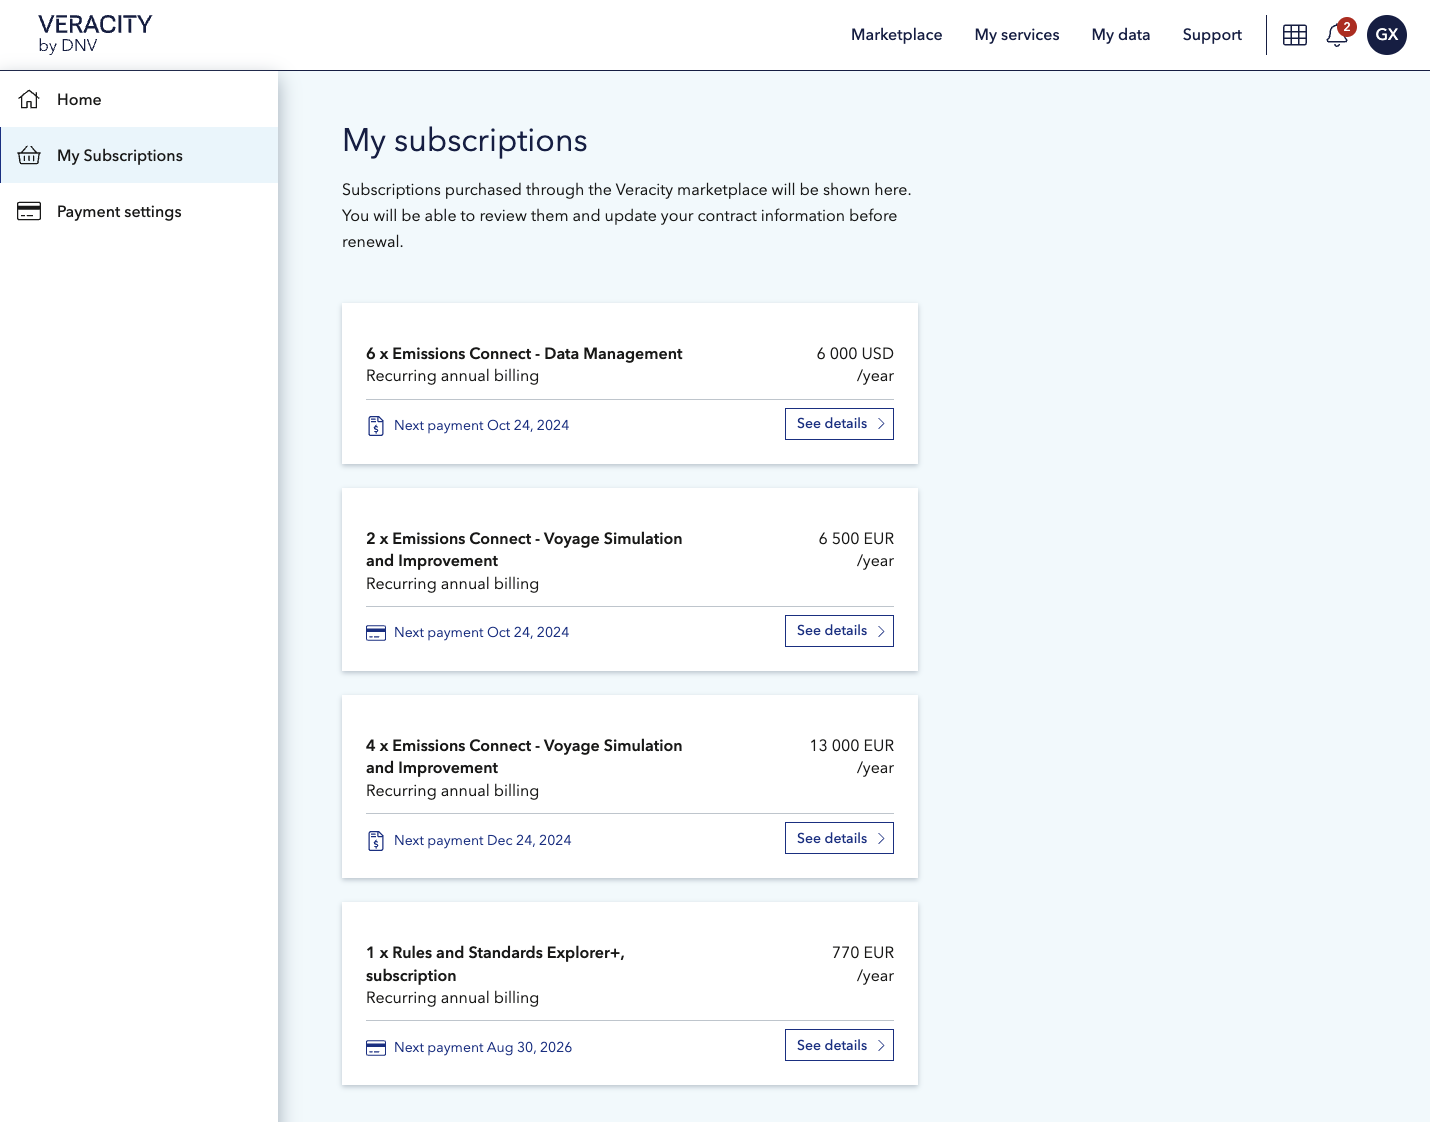 VERACITY
by DNV
Marketplace
My services
My data
Support
2
GX
Home
My Subscriptions
Payment settings
My subscriptions
Subscriptions purchased through the Veracity marketplace will be shown here.
You will be able to review them and update your contract information before
renewal.
6 x Emissions Connect - Data Management
6 000 USD
Recurring annual billing
/year
Next payment Oct 24, 2024
See details
2 x Emissions Connect - Voyage Simulation
6 500 EUR
and Improvement
/year
Recurring annual billing
Next payment Oct 24, 2024
See details
4 x Emissions Connect - Voyage Simulation
13 000 EUR
and Improvement
/year
Recurring annual billing
Next payment Dec 24, 2024
See details
1 x Rules and Standards Explorer+,
770 EUR
subscription
/year
Recurring annual billing
Next payment Aug 30, 2026
See details